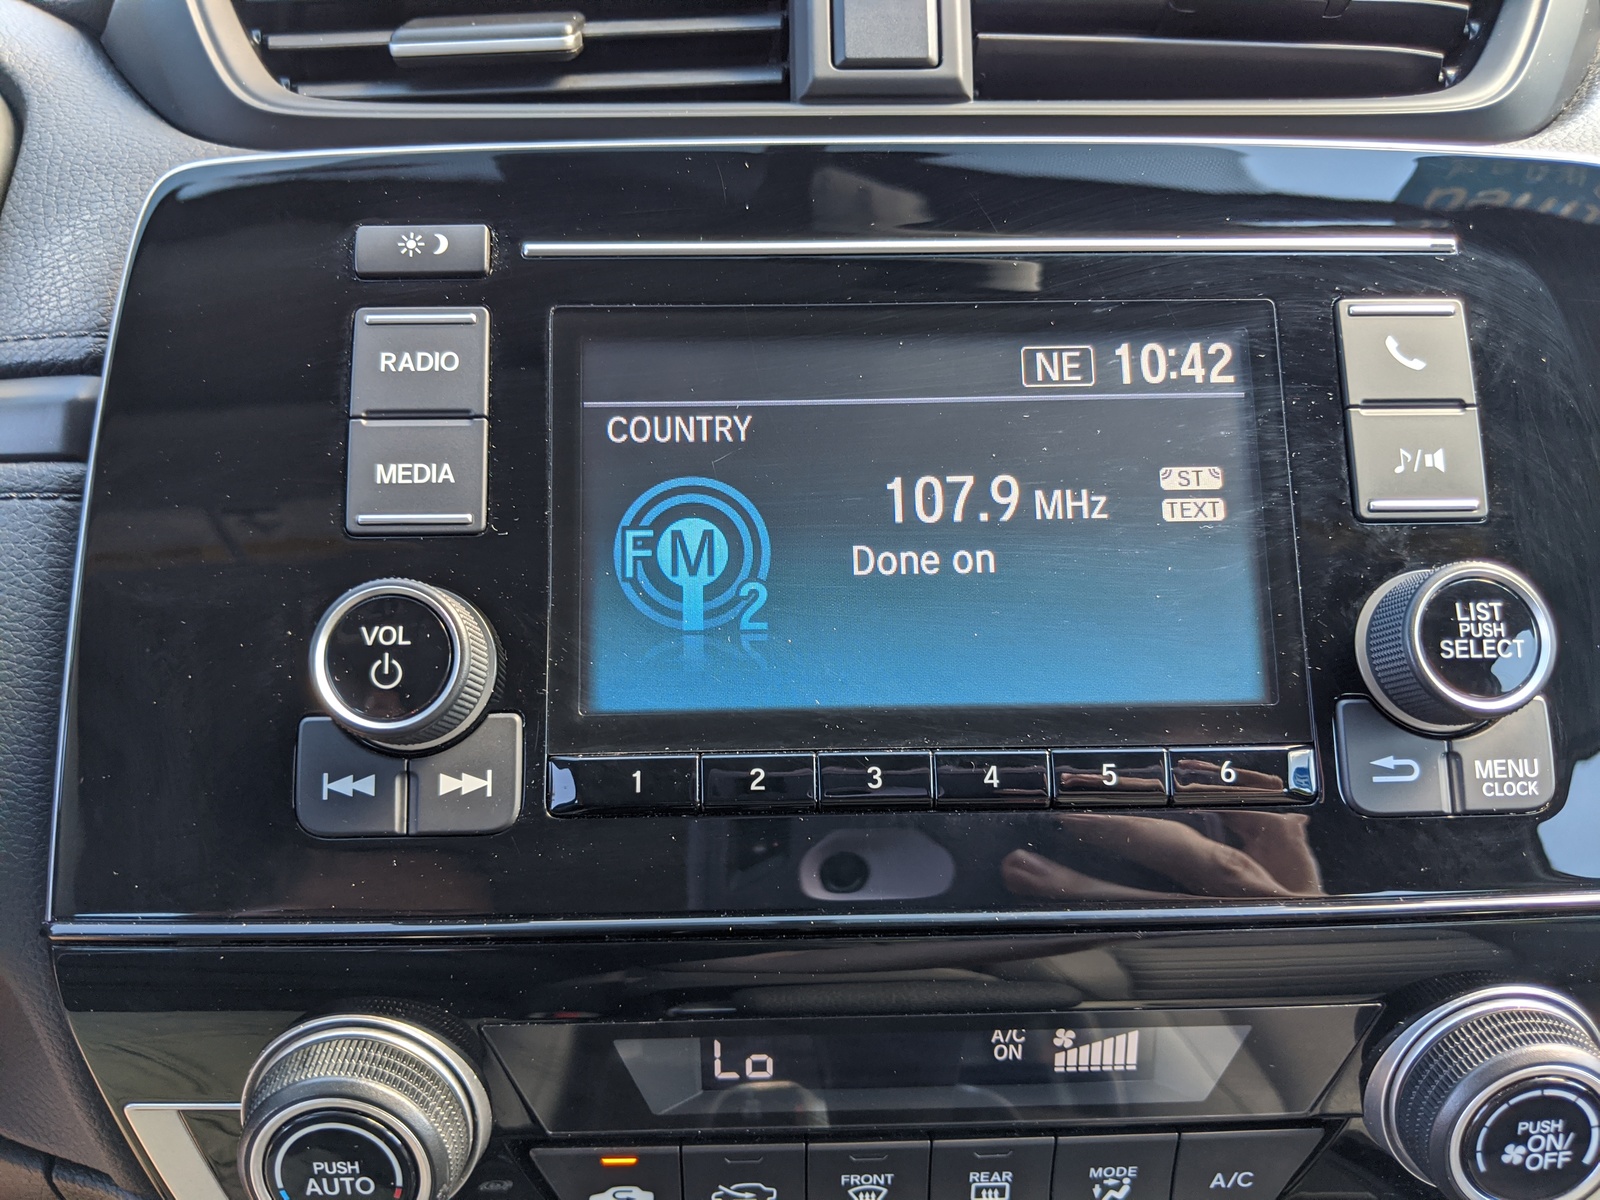 RADIO
MEDIA
VOL
NE 10:42
COUNTRY
107.9 MHz
ST
TEXT
Done on
FM
2
LIST
PUSH
SELECT
1 2 3 4 5 6
MENU
CLOCK
Lo
A/C
ON
PUSH
AUTO
FRONT
REAR
MODE
A/C
PUSH
ON/
OFF